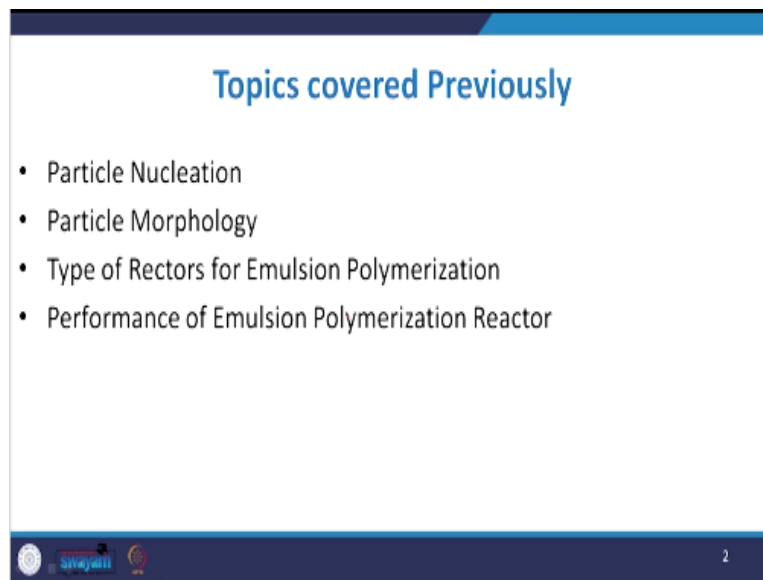 Topics covered Previously
• Particle Nucleation
• Particle Morphology
• Type of Rectors for Emulsion Polymerization
• Performance of Emulsion Polymerization Reactor
swayam
2